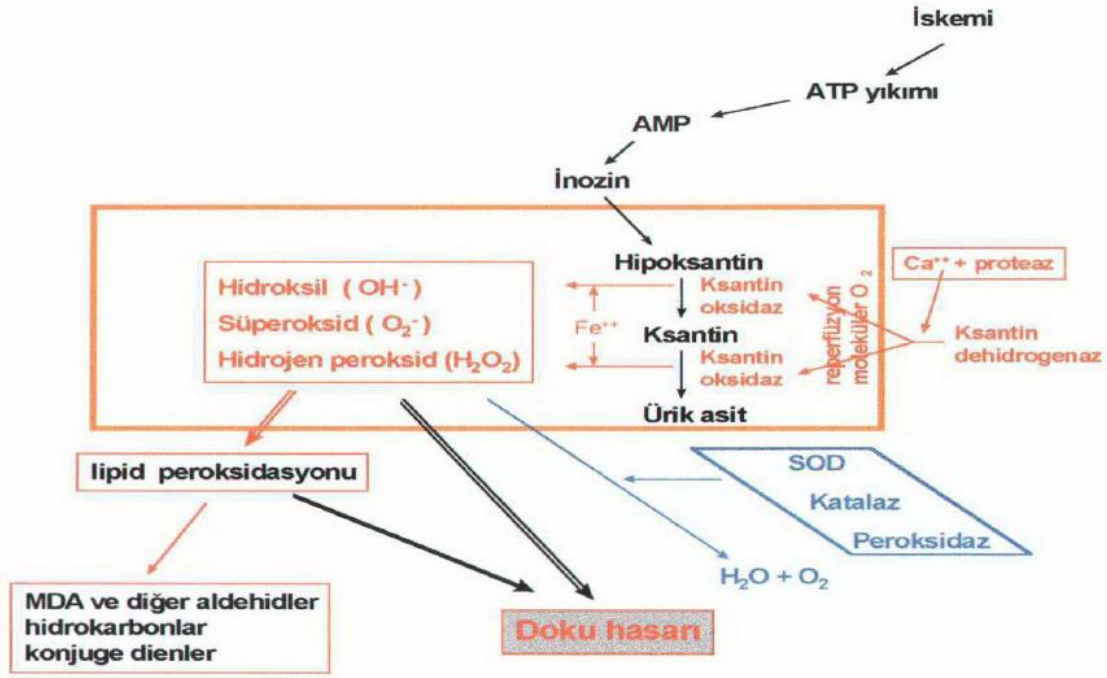 İskemi
ATP yıkımı
AMP
İnozin
Hipoksantin
Ksantin
oksidaz
Ksantin
Ksantin
oksidaz
Ürik asit
Fe⁺⁺
Hidroksil ( OH· )
Süperoksid ( O₂⁻)
Hidrojen peroksid (H₂O₂)
reperfüzyon
moleküler O₂
Ca⁺⁺ + proteaz
Ksantin
dehidrogenaz
lipid peroksidasyonu
SOD
Katalaz
Peroksidaz
H₂O + O₂
MDA ve diğer aldehidler
hidrokarbonlar
konjuge dienler
Doku hasarı